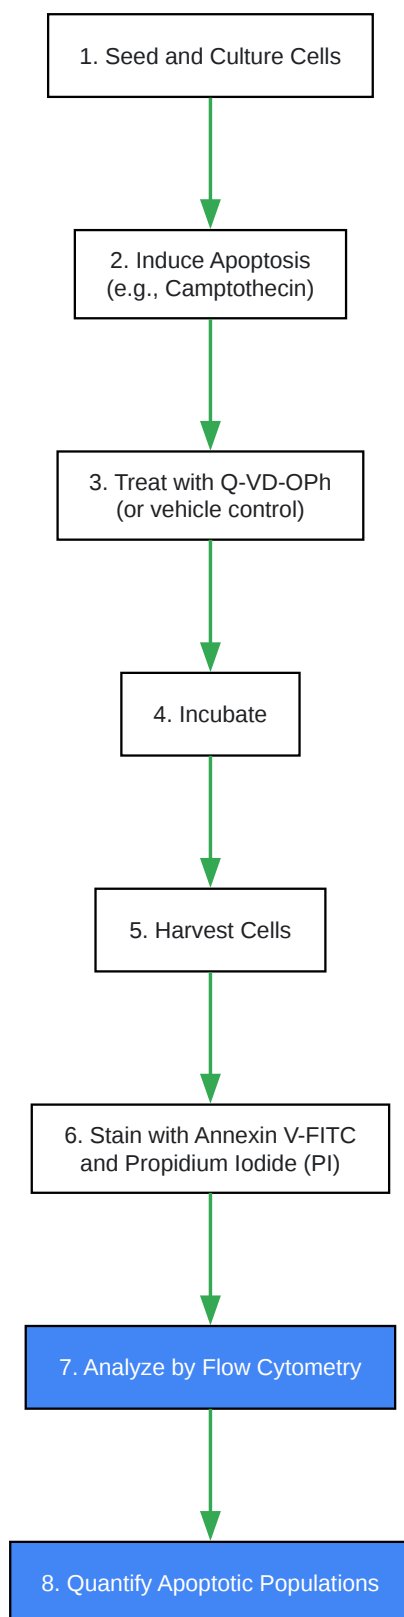 1. Seed and Culture Cells
2. Induce Apoptosis
(e.g., Camptothecin)
3. Treat with Q-VD-OPh
(or vehicle control)
4. Incubate
5. Harvest Cells
6. Stain with Annexin V-FITC
and Propidium Iodide (PI)
7. Analyze by Flow Cytometry
8. Quantify Apoptotic Populations